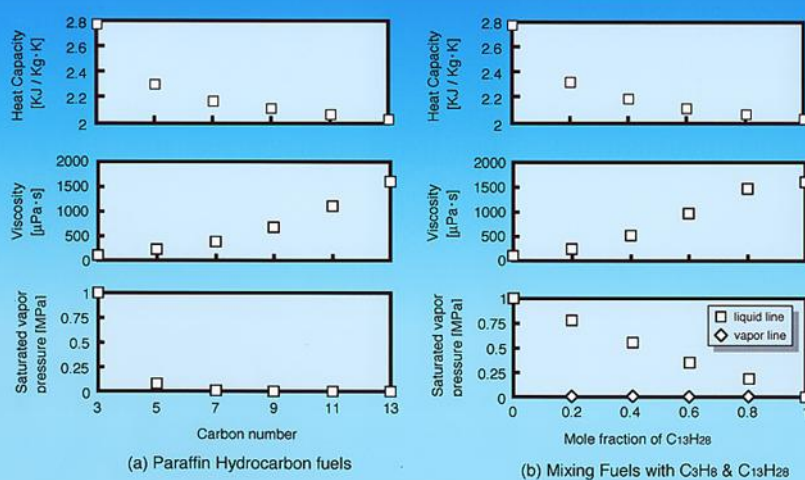 Heat Capacity
[KJ / Kg·K]
2.8
2.6
2.4
2.2
2
Viscosity
[µPa·s]
2000
1500
1000
500
0
Saturated vapor
pressure [MPa]
1
0.75
0.5
0.25
0
3 5 7 9 11 13
Carbon number
(a) Paraffin Hydrocarbon fuels
Heat Capacity
[KJ / Kg·K]
2.8
2.6
2.4
2.2
2
Viscosity
[µPa·s]
2000
1500
1000
500
0
Saturated vapor
pressure [MPa]
1
0.75
0.5
0.25
0
liquid line
vapor line
0 0.2 0.4 0.6 0.8 1
Mole fraction of C13H28
(b) Mixing Fuels with C3H8 & C13H28